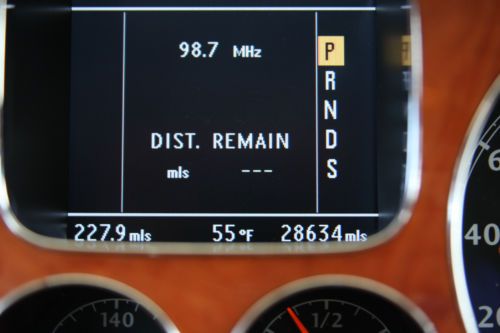 98.7 MHz
P
R
N
D
S
DIST. REMAIN
mls ---
227.9 mls 55 °F 28634 mls
140
1/2
40